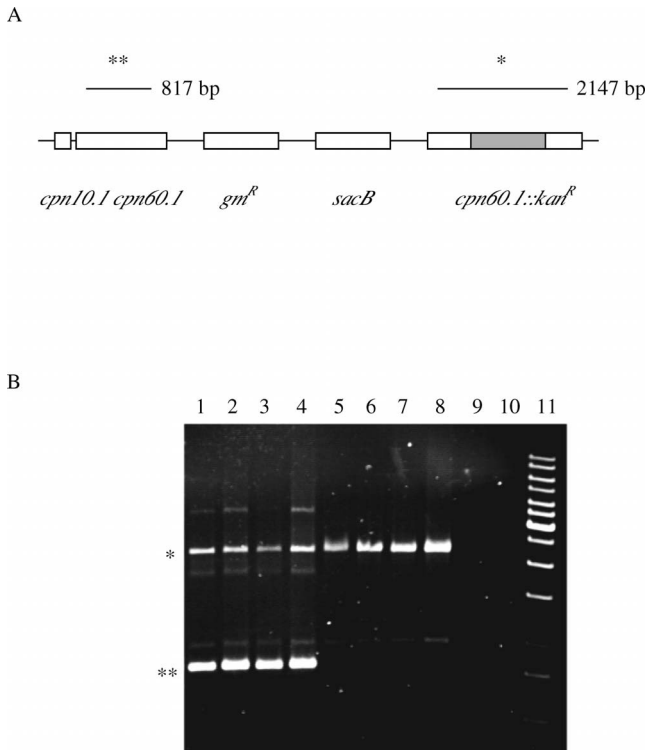 A
** *
817 bp 2147 bp
cpn10.1 cpn60.1 gmR sacB cpn60.1::kanR
B
1 2 3 4 5 6 7 8 9 10 11
*
**